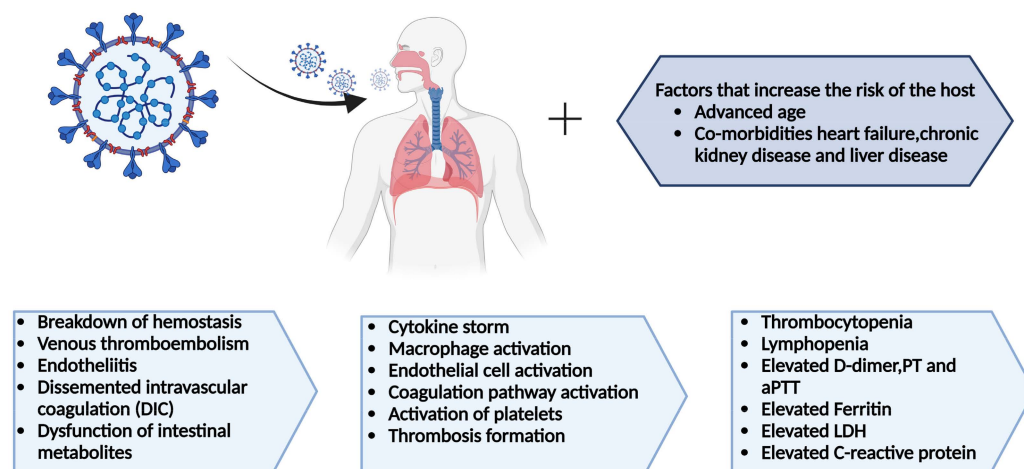 Factors that increase the risk of the host
• Advanced age
• Co-morbidities heart failure,chronic
kidney disease and liver disease
• Breakdown of hemostasis
• Venous thromboembolism
• Endotheliitis
• Dissemented intravascular
coagulation (DIC)
• Dysfunction of intestinal
metabolites
• Cytokine storm
• Macrophage activation
• Endothelial cell activation
• Coagulation pathway activation
• Activation of platelets
• Thrombosis formation
• Thrombocytopenia
• Lymphopenia
• Elevated D-dimer,PT and
aPTT
• Elevated Ferritin
• Elevated LDH
• Elevated C-reactive protein